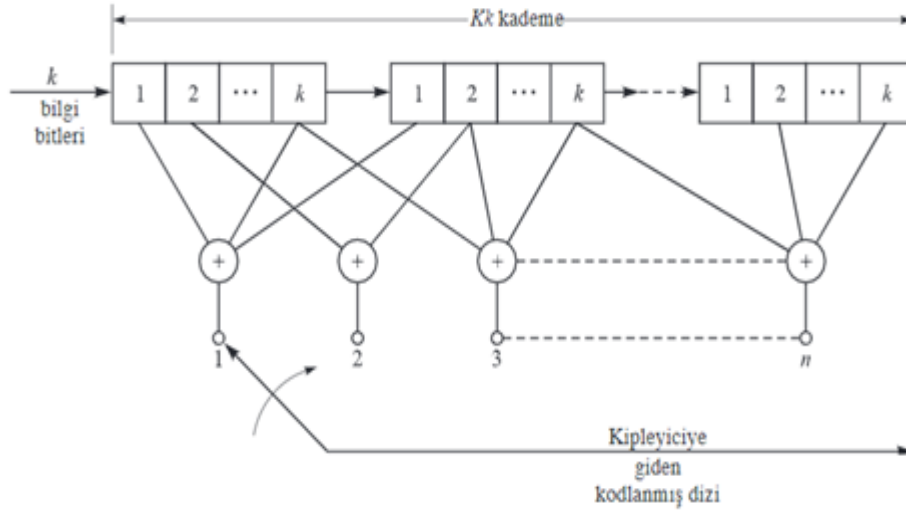 Kk kademe
k
bilgi
bitleri
1 2 ... k
1 2 ... k
1 2 ... k
+ + + +
1 2 3 n
Kipleyiciye
giden
kodlanmış dizi